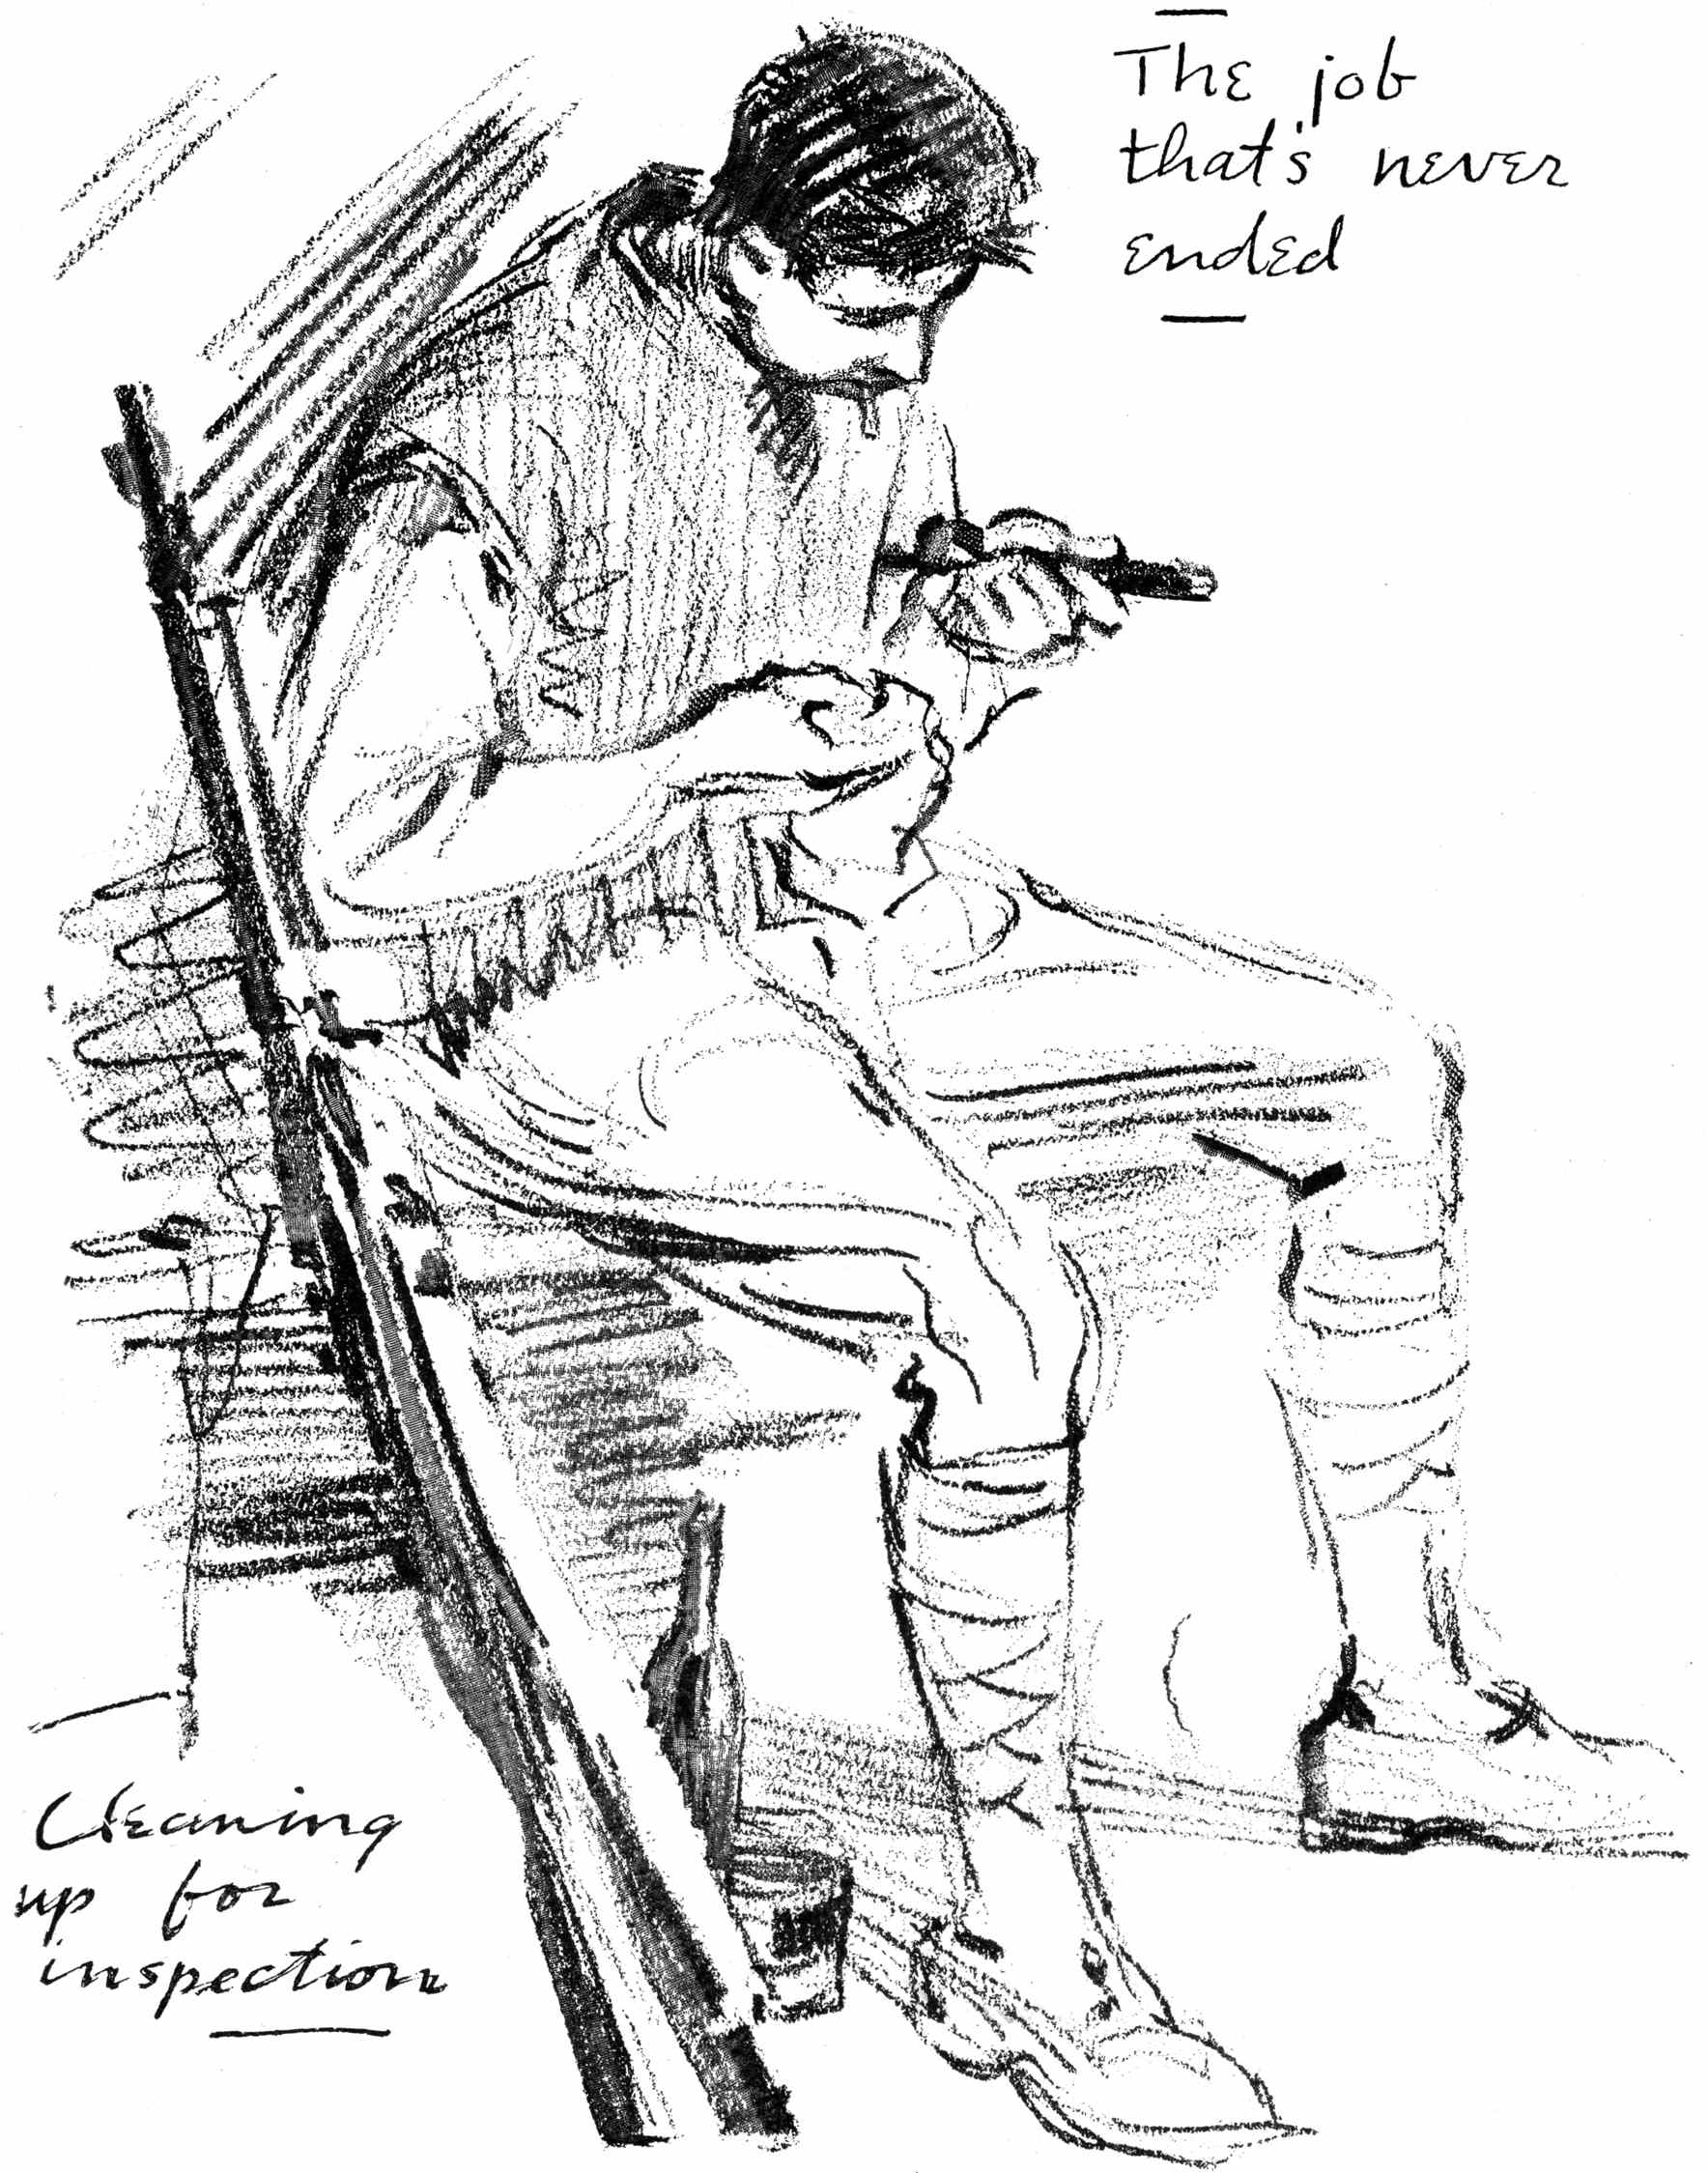 The job
that's never
ended
Cleaning
up for
inspection